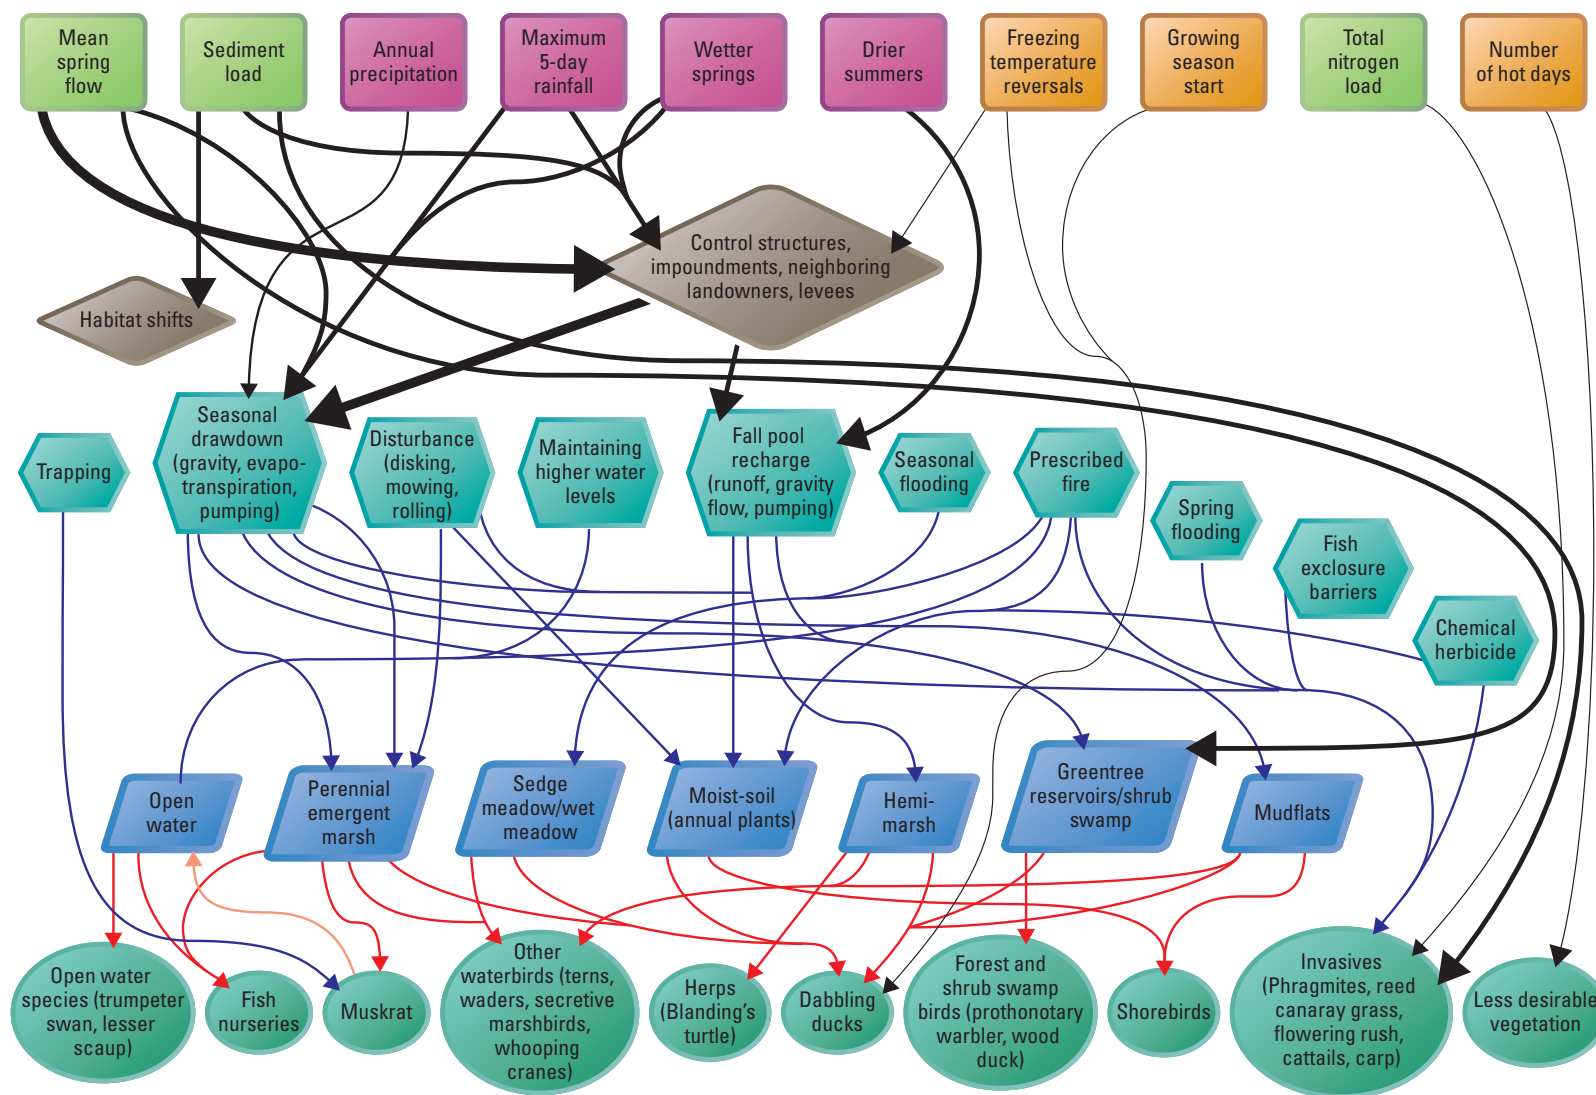 Mean
spring
flow
Sediment
load
Annual
precipitation
Maximum
5-day
rainfall
Wetter
springs
Drier
summers
Freezing
temperature
reversals
Growing
season
start
Total
nitrogen
load
Number
of hot days
Control structures,
impoundments, neighboring
landowners, levees
Habitat shifts
Trapping
Seasonal
drawdown
(gravity, evapo-
transpiration,
pumping)
Disturbance
(disking,
mowing,
rolling)
Maintaining
higher water
levels
Fall pool
recharge
(runoff, gravity
flow, pumping)
Seasonal
flooding
Prescribed
fire
Spring
flooding
Fish
exclosure
barriers
Chemical
herbicide
Open
water
Perennial
emergent
marsh
Sedge
meadow/wet
meadow
Moist-soil
(annual plants)
Hemi-
marsh
Greentree
reservoirs/shrub
swamp
Mudflats
Open water
species (trumpeter
swan, lesser
scaup)
Fish
nurseries
Muskrat
Other
waterbirds (terns,
waders, secretive
marshbirds,
whooping
cranes)
Herps
(Blanding's
turtle)
Dabbling
ducks
Forest and
shrub swamp
birds (prothonotary
warbler, wood
duck)
Shorebirds
Invasives
(Phragmites, reed
canaray grass,
flowering rush,
cattails, carp)
Less desirable
vegetation